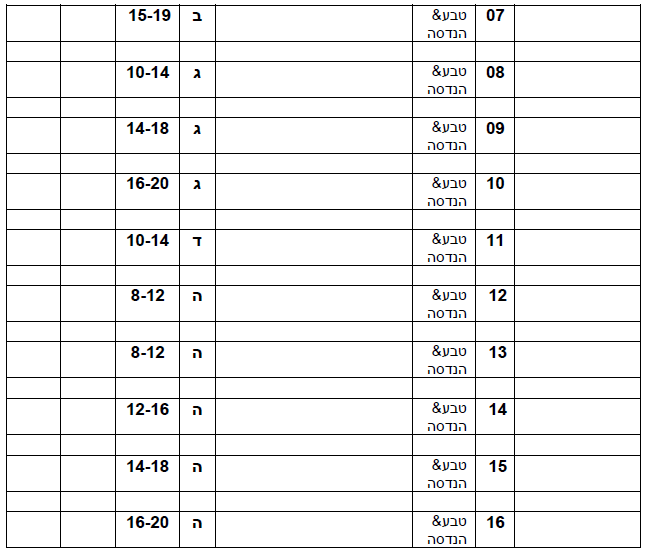 07 טבע& ב 15-19
הנדסה
08 טבע& ג 10-14
הנדסה
09 טבע& ג 14-18
הנדסה
10 טבע& ג 16-20
הנדסה
11 טבע& ד 10-14
הנדסה
12 טבע& ה 8-12
הנדסה
13 טבע& ה 8-12
הנדסה
14 טבע& ה 12-16
הנדסה
15 טבע& ה 14-18
הנדסה
16 טבע& ה 16-20
הנדסה